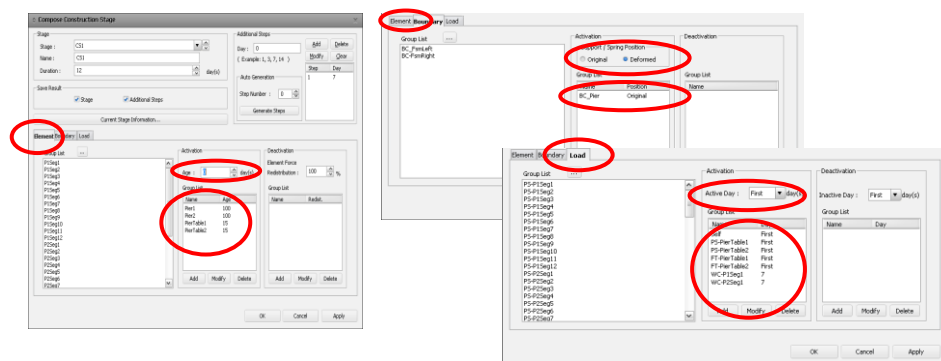 Compose Construction Stage
Stage
Stage :
CS1
Name :
CS1
Duration :
12
day(s)
Save Result
Stage
Additional Steps
Current Stage Information...
Additional Steps
Day :
0
Add
Delete
( Example: 1, 3, 7, 14 )
Modify
Clear
Step
Day
1
7
Auto Generation
Step Number :
0
Generate Steps
Element
Boundary
Load
Group List
...
P1Seg1
P1Seg2
P1Seg3
P1Seg4
P1Seg5
P1Seg6
P1Seg7
P1Seg8
P1Seg9
P1Seg10
P1Seg11
P1Seg12
P2Seg1
P2Seg2
P2Seg3
P2Seg4
P2Seg5
P2Seg6
P2Seg7
Activation
Age :
day(s)
Group List
Name
Age
Pier1
100
Pier2
100
PierTable1
15
PierTable2
15
Add
Modify
Delete
Deactivation
Element Force
Redistribution :
100
%
Group List
Name
Redist.
Add
Modify
Delete
OK
Cancel
Apply
Element
Boundary
Load
Group List
...
BC_FsmLeft
BC-FsmRight
Activation
Support / Spring Position
Original
Deformed
Group List
Name
Position
BC_Pier
Original
Deactivation
Group List
Name
Element
Boundary
Load
Group List
...
PS-P1Seg1
PS-P1Seg2
PS-P1Seg3
PS-P1Seg4
PS-P1Seg5
PS-P1Seg6
PS-P1Seg7
PS-P1Seg8
PS-P1Seg9
PS-P1Seg10
PS-P1Seg11
PS-P1Seg12
PS-P2Seg1
PS-P2Seg2
PS-P2Seg3
PS-P2Seg4
PS-P2Seg5
PS-P2Seg6
PS-P2Seg7
Activation
Active Day :
First
day(s)
Group List
Name
Day
Self
First
PS-PierTable1
First
PS-PierTable2
First
FT-PierTable1
First
FT-PierTable2
First
WC-P1Seg1
7
WC-P2Seg1
7
Add
Modify
Delete
Deactivation
Inactive Day :
First
day(s)
Group List
Name
Day
Add
Modify
Delete
OK
Cancel
Apply